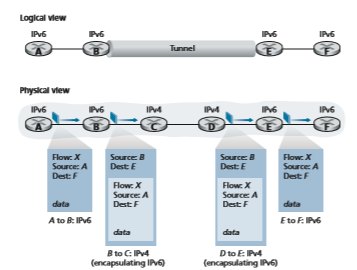 Logical view
IPv6 IPv6 IPv6 IPv6
A B Tunnel E F
Physical view
IPv6 IPv6 IPv4 IPv4 IPv6 IPv6
A B C D E F
Flow: X
Source: A
Dest: F
data
A to B: IPv6
Source: B
Dest: E
Flow: X
Source: A
Dest: F
data
B to C: IPv4
(encapsulating IPv6)
Source: B
Dest: E
Flow: X
Source: A
Dest: F
data
D to E: IPv4
(encapsulating IPv6)
Flow: X
Source: A
Dest: F
data
E to F: IPv6